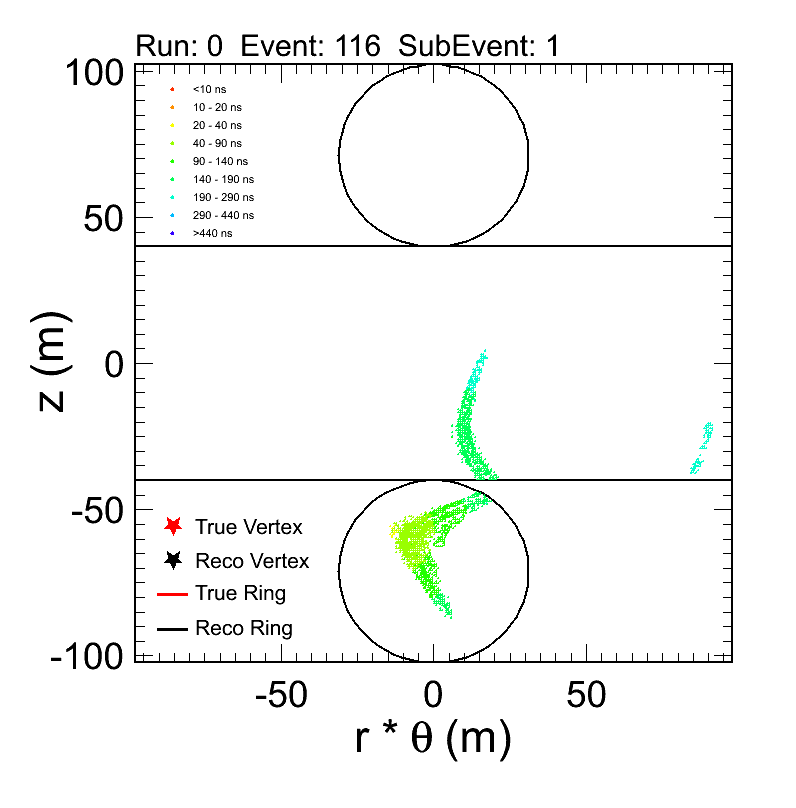 Run: 0  Event: 116  SubEvent: 1
100
<10 ns
10 - 20 ns
20 - 40 ns
40 - 90 ns
90 - 140 ns
140 - 190 ns
190 - 290 ns
290 - 440 ns
>440 ns
50
0
z (m)
-50
True Vertex
Reco Vertex
True Ring
Reco Ring
-100
-50
0
50
r * θ (m)